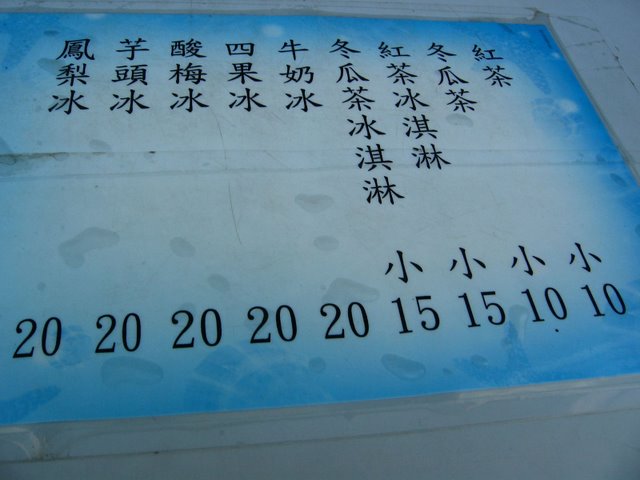 紅茶 小 10
冬瓜茶 小 10
紅茶冰淇淋 小 15
冬瓜茶冰淇淋 小 15
牛奶冰 20
四果冰 20
酸梅冰 20
芋頭冰 20
鳳梨冰 20